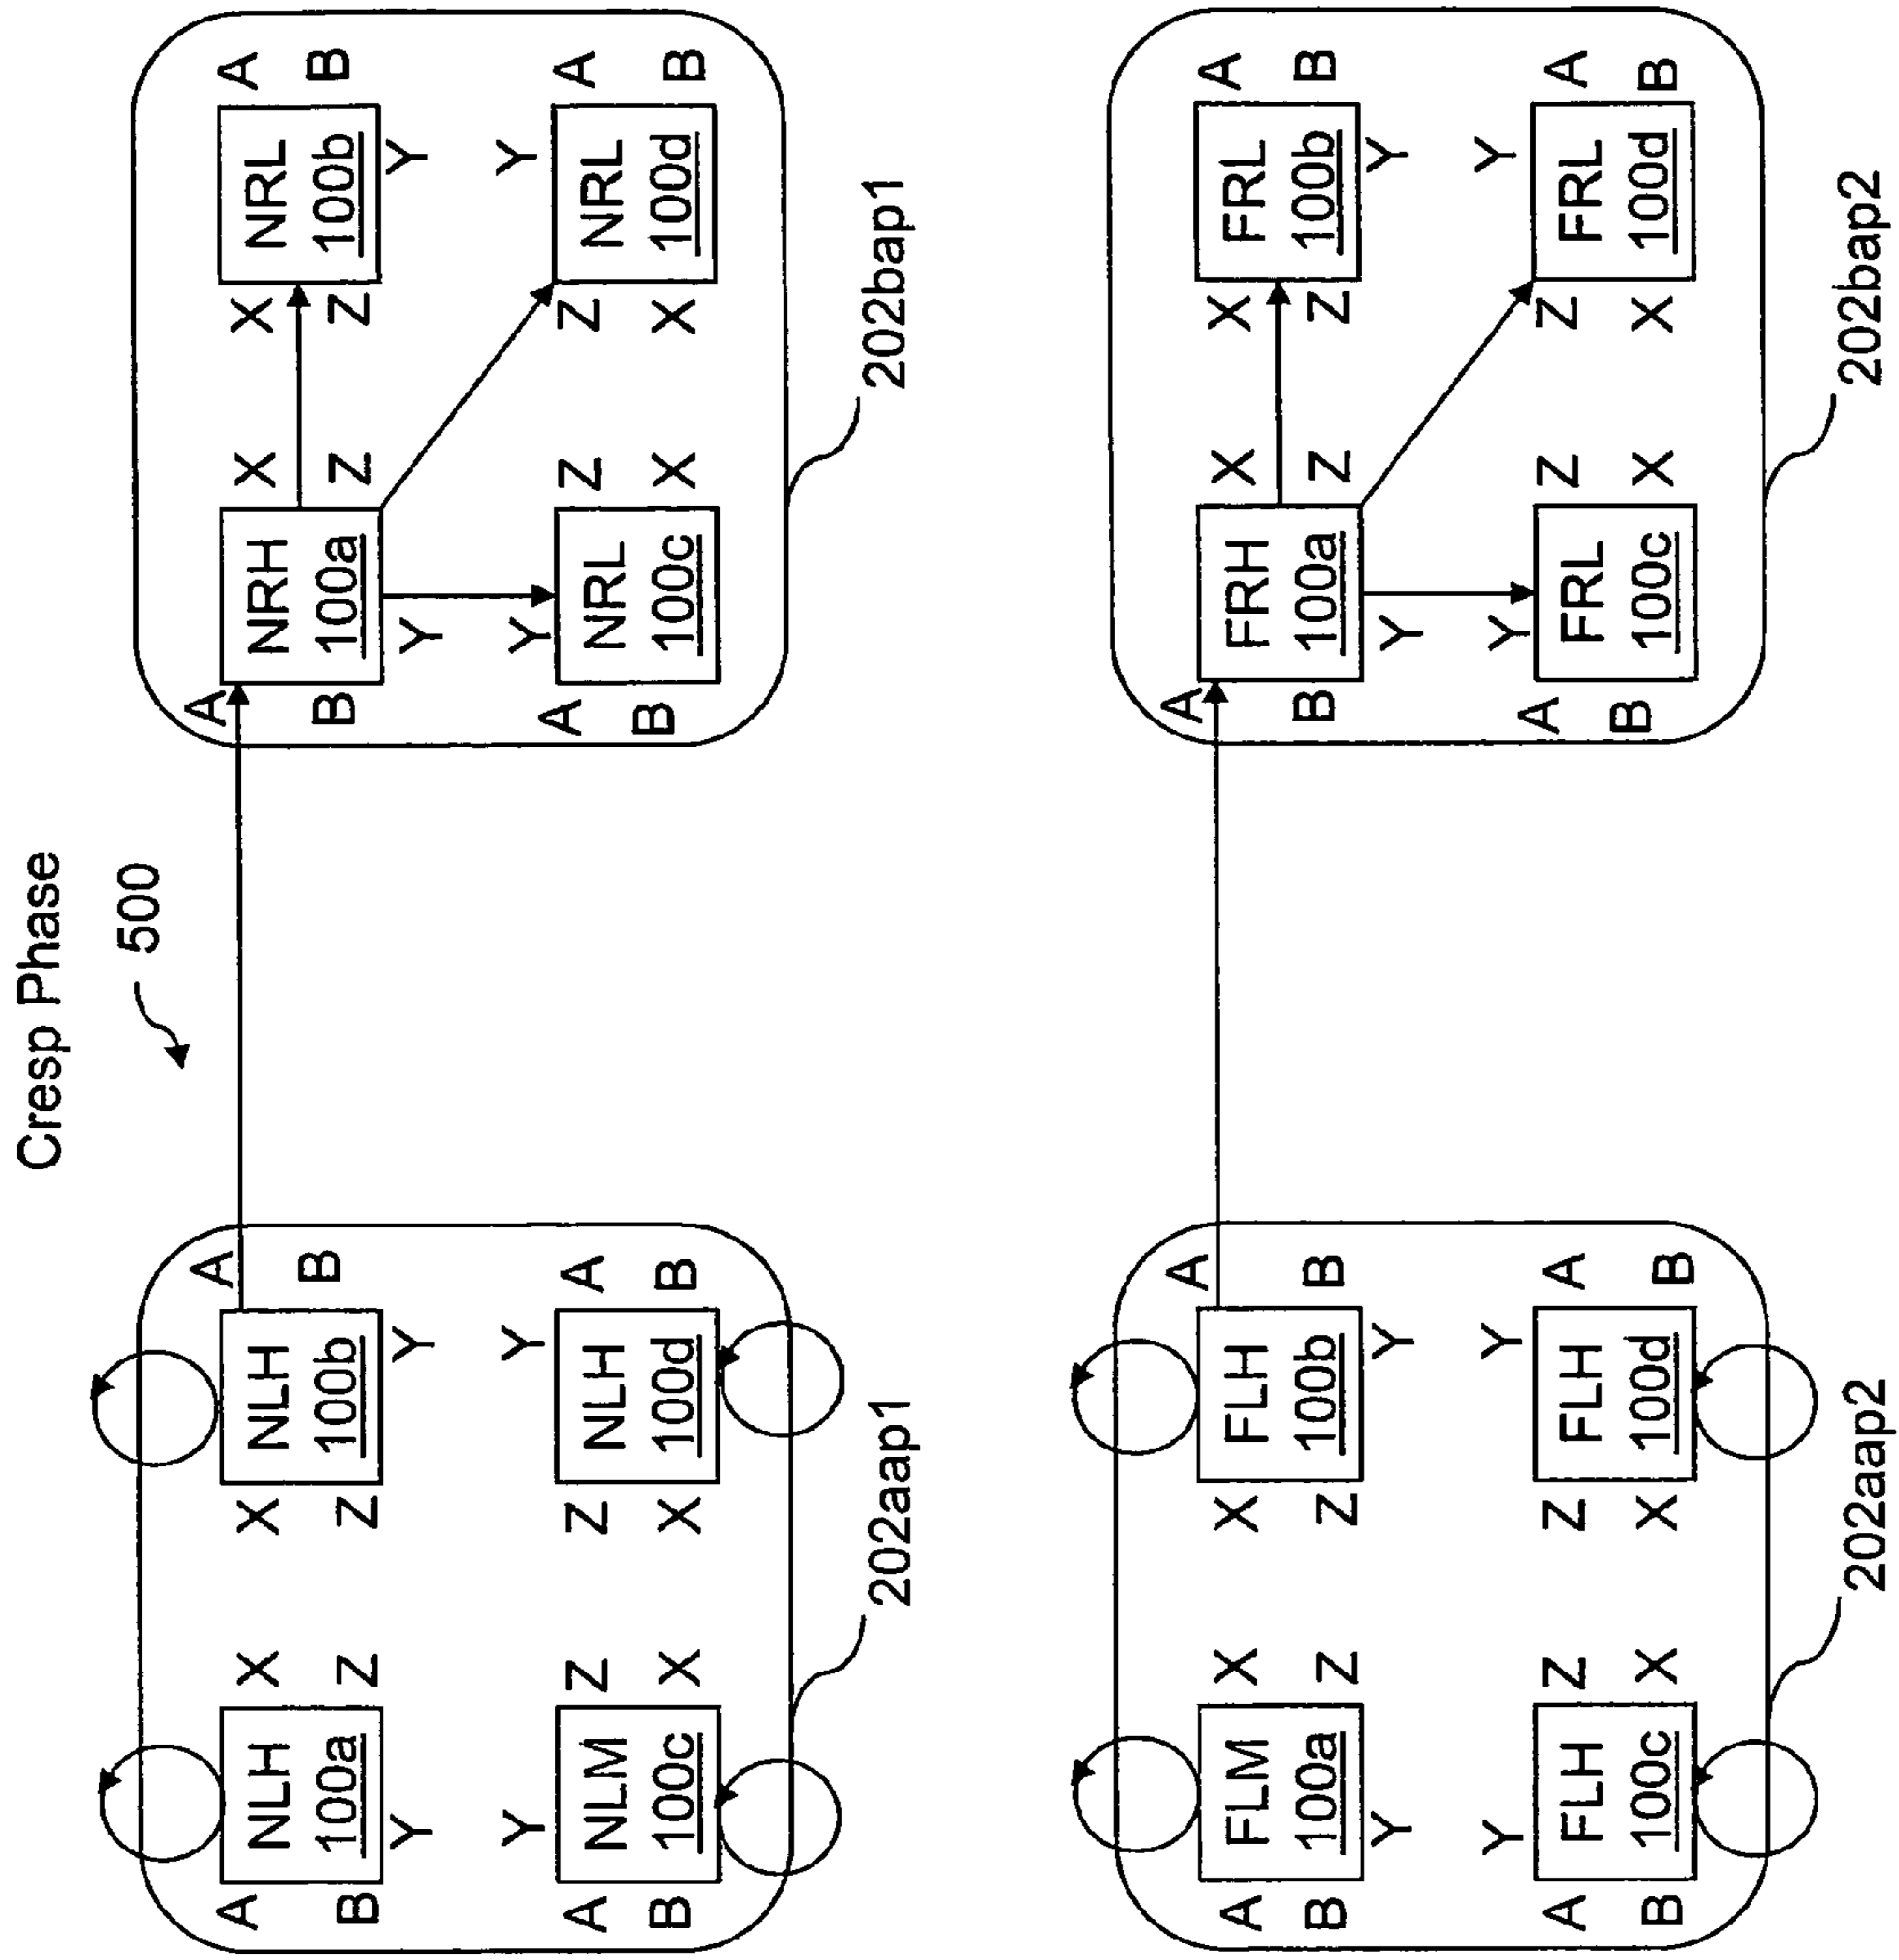 Cresp Phase
500
A NLH X X NLH A A NRH X X NRL A
B 100a Z Z 100b B B 100a Z Z 100b B
Y Y Y Y
Y Y Y Y
A NLM Z Z NLH A A NRL Z Z NRL A
B 100c X X 100d B B 100c X X 100d B
202aap1 202bap1
A FLM X X FLH A A FRH X X FRL A
B 100a Z Z 100b B B 100a Z Z 100b B
Y Y Y Y
Y Y Y Y
A FLH Z Z FLH A A FRL Z Z FRL A
B 100c X X 100d B B 100c X X 100d B
202aap2 202bap2